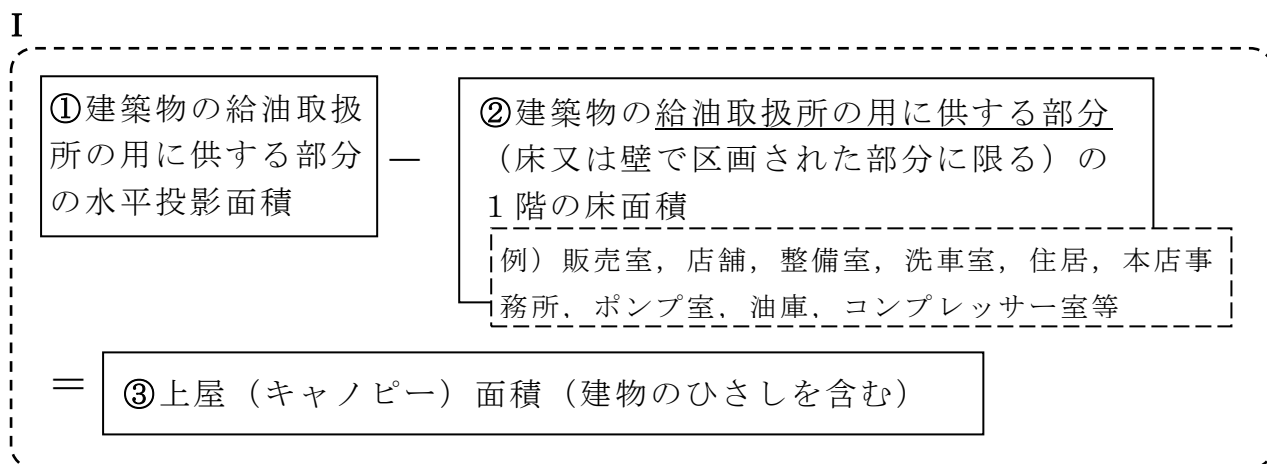 I
①建築物の給油取扱
所の用に供する部分
の水平投影面積
―
②建築物の給油取扱所の用に供する部分
（床又は壁で区画された部分に限る）の
１階の床面積
例）販売室，店舗，整備室，洗車室，住居，本店事
務所，ポンプ室，油庫，コンプレッサー室等
＝
③上屋（キャノピー）面積（建物のひさしを含む）